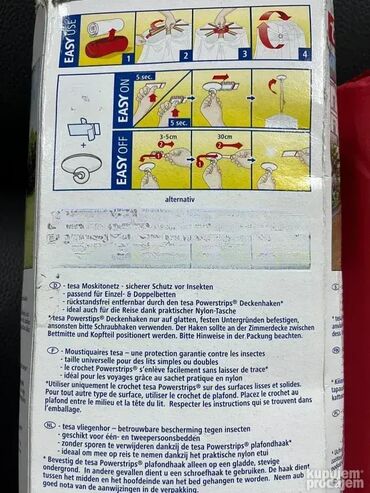 EASY USE
1
2
3
4
EASY ON
5 sec.
5 sec.
EASY OFF
3-5cm
30cm
alternativ
D - tesa Moskitonetz - sicherer Schutz vor Insekten
- passend für Einzel- & Doppelbetten
- rückstandsfrei entfernbar durch den tesa Powerstrips® Deckenhaken*
- ideal auch für die Reise dank praktischer Nylon-Tasche
*tesa Powerstips® Deckenhaken nur auf glatten, festen Untergründen befestigen,
ansonsten bitte Schraubhaken verwenden. Der Haken sollte an der Zimmerdecke zwischen
Bettmitte und Kopfteil positioniert werden. Bitte Hinweise in der Packung beachten.
F - Moustiquaires tesa – une protection garantie contre les insectes
- taille universelle pour des lits simples ou doubles
- le crochet Powerstrips® s'enlève facilement sans laisser de trace*
- idéal pour les voyages grâce au sachet pratique en nylon
*Utiliser uniquement le crochet tesa Powerstrips® sur des surfaces lisses et solides.
Pour tout autre type de surface, utiliser le crochet de plafond. Placez le crochet au
plafond entre le milieu et la tête du lit. Respecter les instructions qui se trouvent dans
l'emballage.
NL - tesa vliegenhor – betrouwbare bescherming tegen insecten
- geschikt voor één- en tweepersoonsbedden
- zonder sporen te verwijderen dankzij de tesa Powerstrips® plafondhaak*
- ideaal om mee op reis te nemen dankzij het praktische nylon etui
* Bevestig de tesa Powerstrips® plafondhaak alleen op een gladde, stevige
ondergrond. In andere gevallen dient u een schroefhaak te gebruiken. De haak dient
tussen het midden en het hoofdeinde van het bed aangebracht te worden. Neem aub
goed nota van de aanwijzingen in de verpakking.
kupujem
prodajem